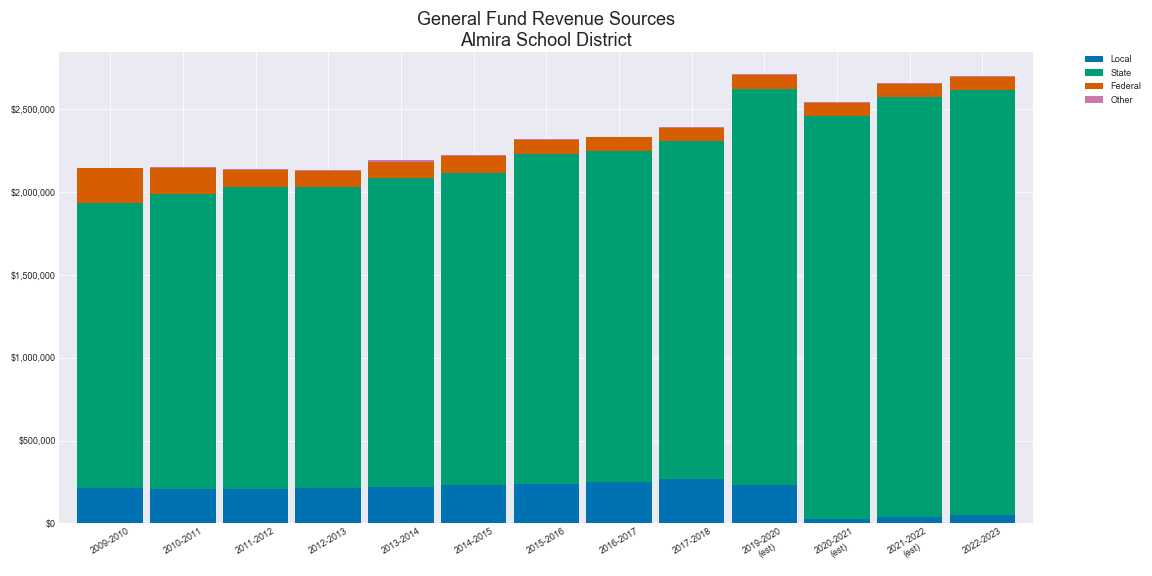 General Fund Revenue Sources
Almira School District
Local
State
Federal
Other
$2,500,000
$2,000,000
$1,500,000
$1,000,000
$500,000
$0
2009-2010
2010-2011
2011-2012
2012-2013
2013-2014
2014-2015
2015-2016
2016-2017
2017-2018
2019-2020
(est)
2020-2021
(est)
2021-2022
(est)
2022-2023